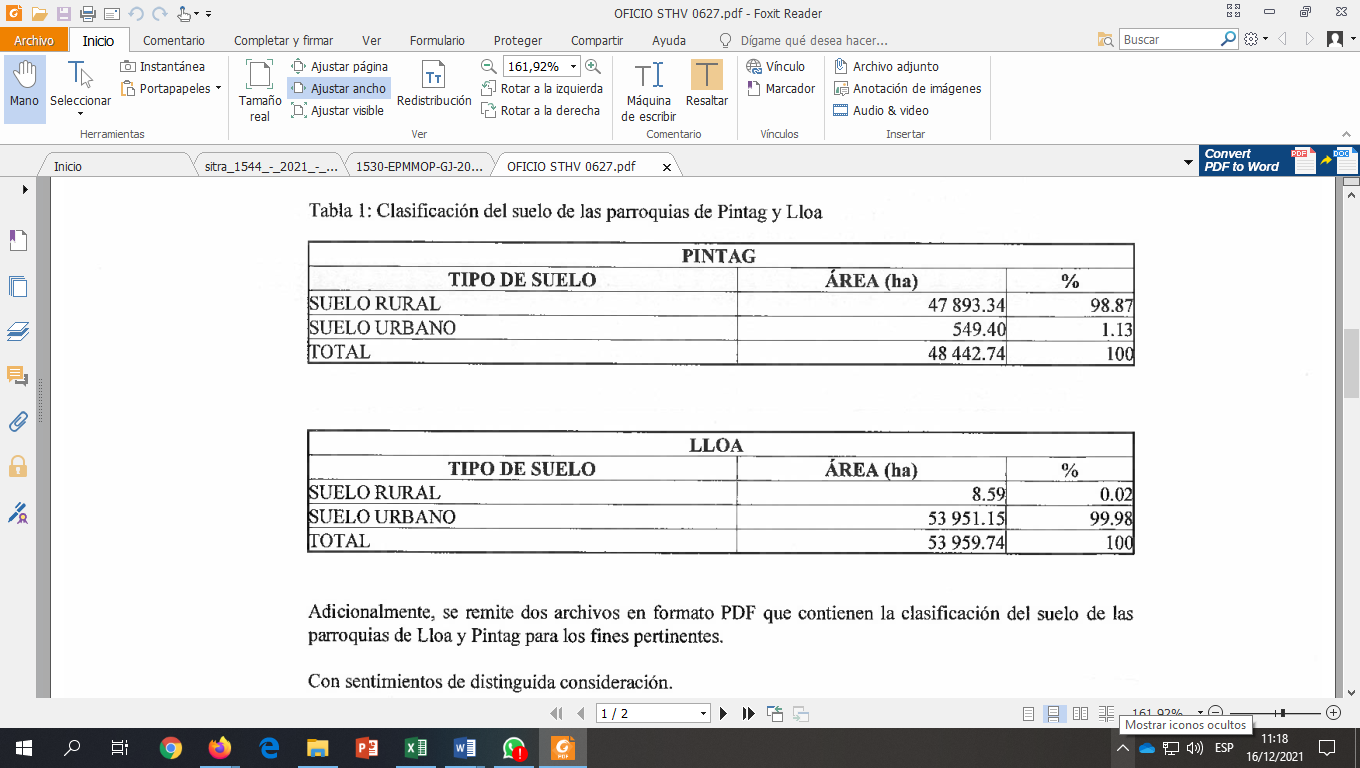 OFICIO STHV 0627.pdf - Foxit Reader
Archivo Inicio Comentario Completar y firmar Ver Formulario Proteger Compartir Ayuda Dígame qué desea hacer... Buscar
Mano
Seleccionar
Instantánea
Portapapeles
Herramientas
Tamaño real
Ajustar página
Ajustar ancho
Ajustar visible
Redistribución
161,92%
Rotar a la izquierda
Rotar a la derecha
Ver
Máquina de escribir
Resaltar
Comentario
Vínculo
Marcador
Vínculos
Archivo adjunto
Anotación de imágenes
Audio & video
Insertar
Inicio sitra_1544_-_2021_-_... 1530-EPMMOP-GJ-20... OFICIO STHV 0627.pdf
Convert
PDF to Word
PDF DOC
Tabla 1: Clasificación del suelo de las parroquias de Pintag y Lloa
PINTAG
TIPO DE SUELO ÁREA (ha) %
SUELO RURAL 47 893.34 98.87
SUELO URBANO 549.40 1.13
TOTAL 48 442.74 100
LLOA
TIPO DE SUELO ÁREA (ha) %
SUELO RURAL 8.59 0.02
SUELO URBANO 53 951.15 99.98
TOTAL 53 959.74 100
Adicionalmente, se remite dos archivos en formato PDF que contienen la clasificación del suelo de las
parroquias de Lloa y Pintag para los fines pertinentes.
Con sentimientos de distinguida consideración.
1 / 2
161,92%
Mostrar iconos ocultos
ESP
11:18
16/12/2021